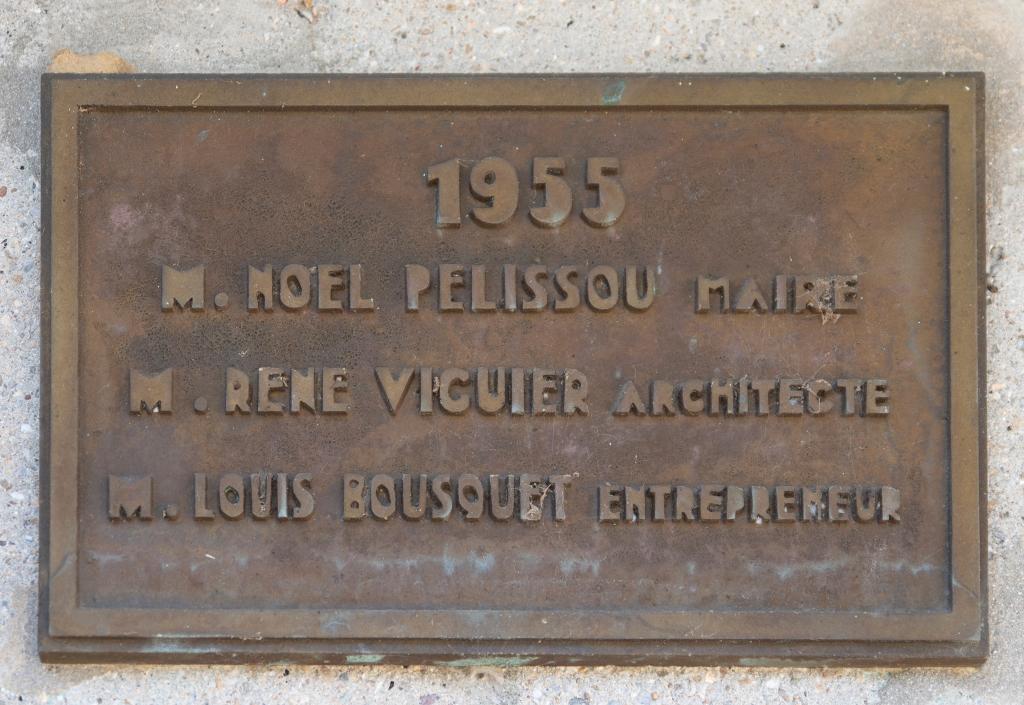 1955
M. NOEL PELISSOU MAIRE
M. RENE VIGUIER ARCHITECTE
M. LOUIS BOUSQUET ENTREPRENEUR